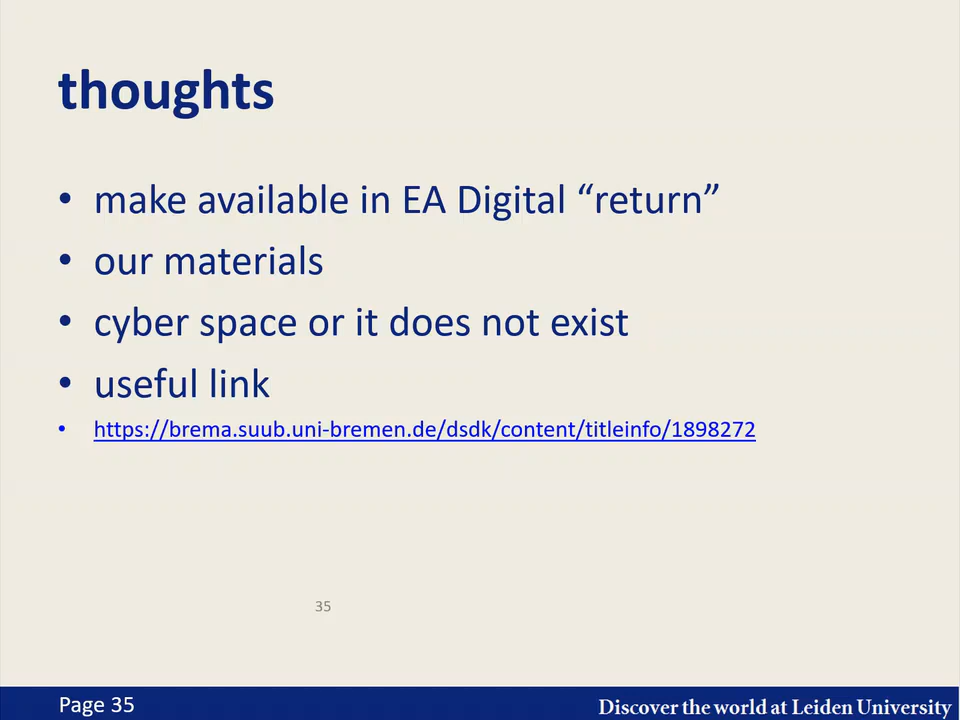 thoughts
• make available in EA Digital “return”
• our materials
• cyber space or it does not exist
• useful link
• https://brema.suub.uni-bremen.de/dsdk/content/titleinfo/1898272
35
Page 35
Discover the world at Leiden University